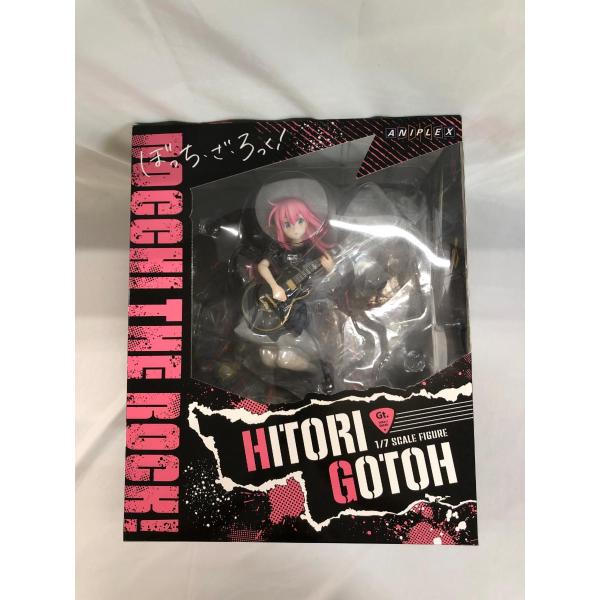 ANIPLEX
ぼっち・ざ・ろっく！
BOCCHI THE ROCK!
Gt.
1/7 SCALE FIGURE
HITORI
GOTOH